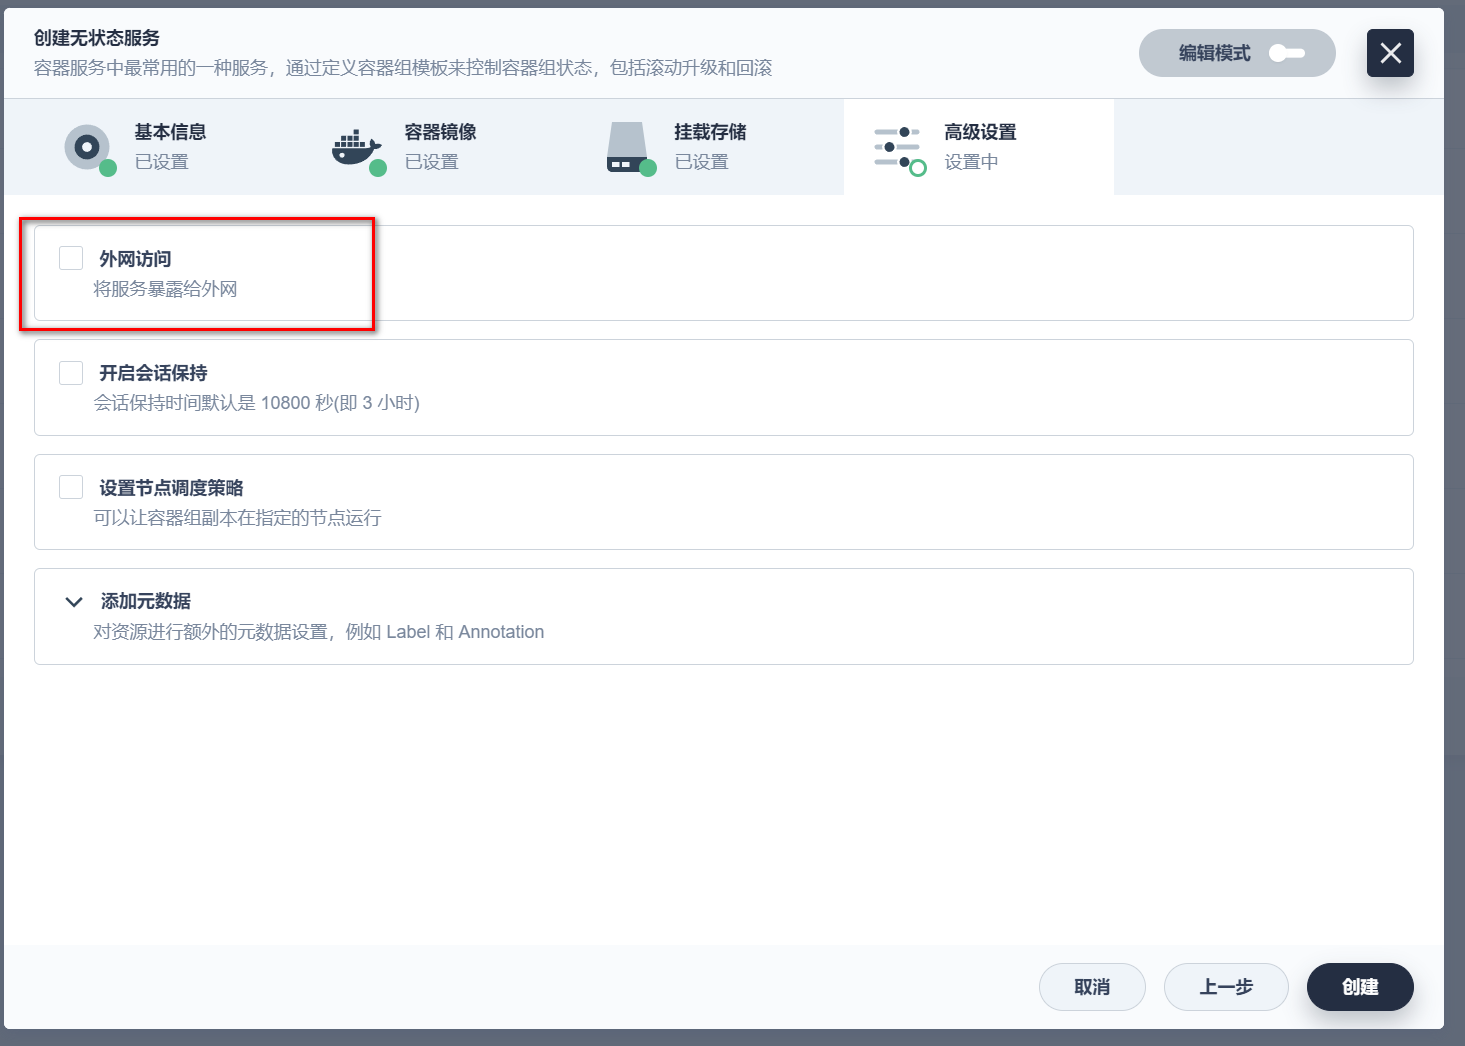 创建无状态服务
容器服务中最常用的一种服务，通过定义容器组模板来控制容器组状态，包括滚动升级和回滚
编辑模式
基本信息
已设置
容器镜像
已设置
挂载存储
已设置
高级设置
设置中
外网访问
将服务暴露给外网
开启会话保持
会话保持时间默认是 10800 秒(即 3 小时)
设置节点调度策略
可以让容器组副本在指定的节点运行
添加元数据
对资源进行额外的元数据设置，例如 Label 和 Annotation
取消
上一步
创建